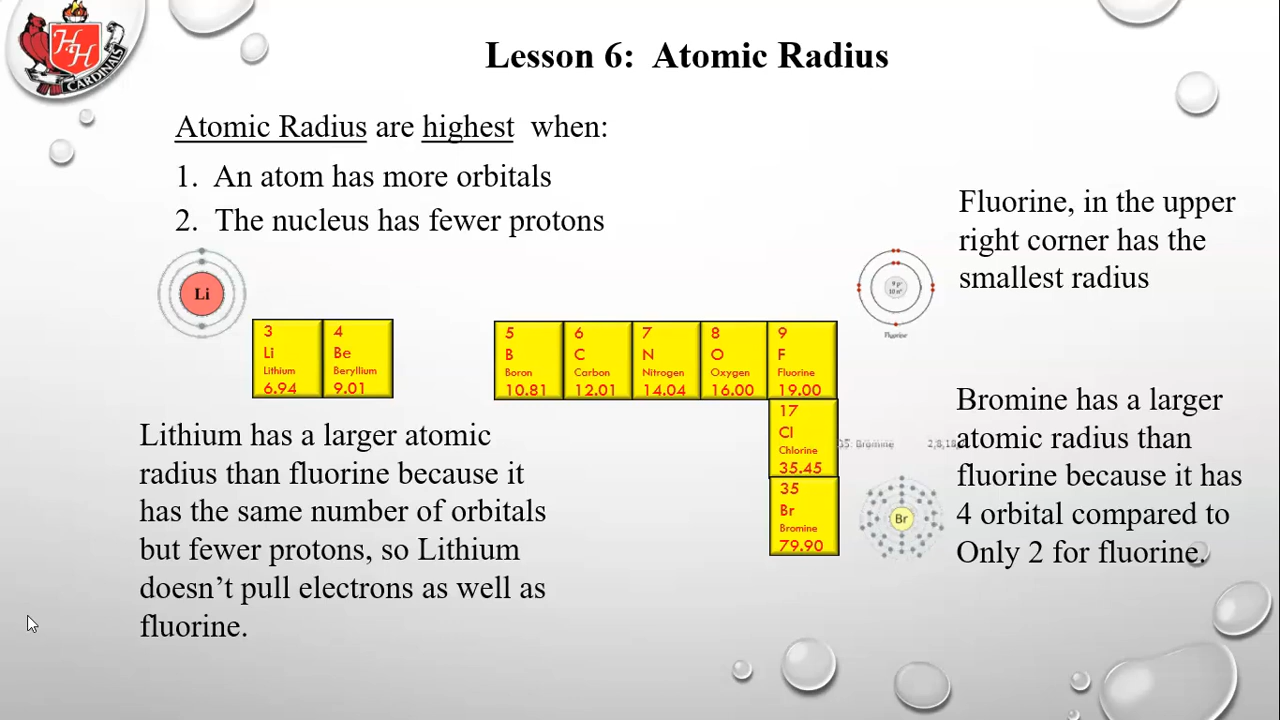 HH
CARDINALS
Lesson 6: Atomic Radius
Atomic Radius are highest when:
1. An atom has more orbitals
2. The nucleus has fewer protons
Fluorine, in the upper
right corner has the
smallest radius
Li
Fluorine
3
Li
Lithium
6.94
4
Be
Beryllium
9.01
5
B
Boron
10.81
6
C
Carbon
12.01
7
N
Nitrogen
14.04
8
O
Oxygen
16.00
9
F
Fluorine
19.00
17
Cl
Chlorine
35.45
35
Br
Bromine
79.90
Lithium has a larger atomic
radius than fluorine because it
has the same number of orbitals
but fewer protons, so Lithium
doesn’t pull electrons as well as
fluorine.
35: Bromine
Br
Bromine has a larger
atomic radius than
fluorine because it has
4 orbital compared to
Only 2 for fluorine.